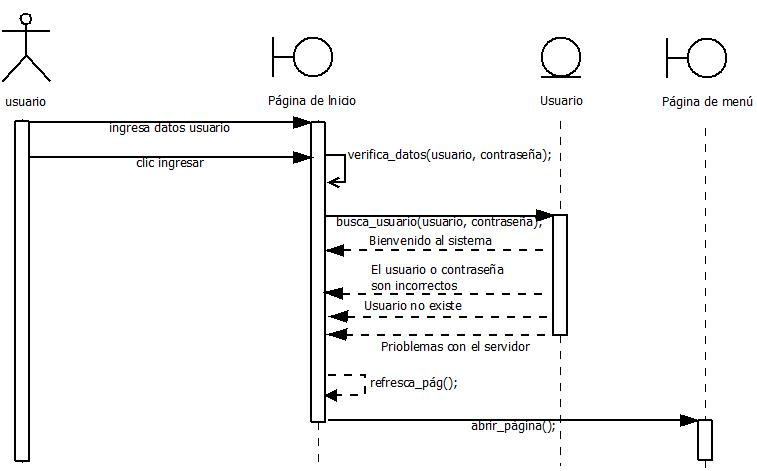 usuario
Página de Inicio
Usuario
Página de menú
ingresa datos usuario
clic ingresar
verifica_datos(usuario, contraseña);
busca_usuario(usuario, contraseña);
Bienvenido al sistema
El usuario o contraseña
son incorrectos
Usuario no existe
Prioblemas con el servidor
refresca_pág();
abrir_página();